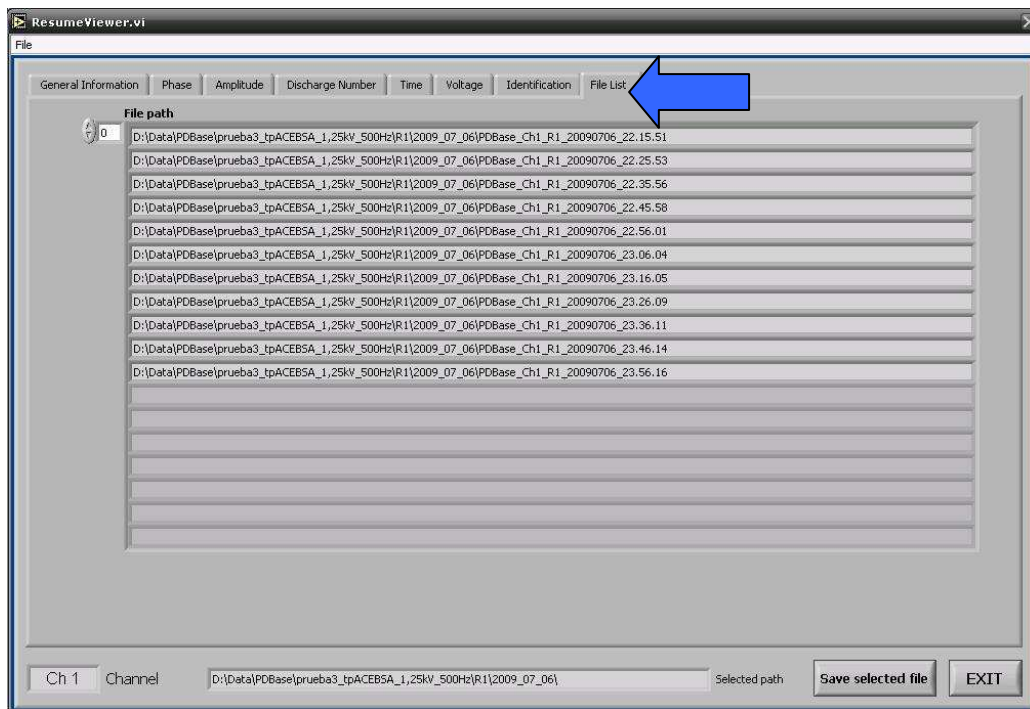 ResumeViewer.vi
File
General Information Phase Amplitude Discharge Number Time Voltage Identification File List
File path
0 D:\Data\PDBase\prueba3_tpACEBSA_1,25kV_500Hz\R1\2009_07_06\PDBase_Ch1_R1_20090706_22.15.51
D:\Data\PDBase\prueba3_tpACEBSA_1,25kV_500Hz\R1\2009_07_06\PDBase_Ch1_R1_20090706_22.25.53
D:\Data\PDBase\prueba3_tpACEBSA_1,25kV_500Hz\R1\2009_07_06\PDBase_Ch1_R1_20090706_22.35.56
D:\Data\PDBase\prueba3_tpACEBSA_1,25kV_500Hz\R1\2009_07_06\PDBase_Ch1_R1_20090706_22.45.58
D:\Data\PDBase\prueba3_tpACEBSA_1,25kV_500Hz\R1\2009_07_06\PDBase_Ch1_R1_20090706_22.56.01
D:\Data\PDBase\prueba3_tpACEBSA_1,25kV_500Hz\R1\2009_07_06\PDBase_Ch1_R1_20090706_23.06.04
D:\Data\PDBase\prueba3_tpACEBSA_1,25kV_500Hz\R1\2009_07_06\PDBase_Ch1_R1_20090706_23.16.05
D:\Data\PDBase\prueba3_tpACEBSA_1,25kV_500Hz\R1\2009_07_06\PDBase_Ch1_R1_20090706_23.26.09
D:\Data\PDBase\prueba3_tpACEBSA_1,25kV_500Hz\R1\2009_07_06\PDBase_Ch1_R1_20090706_23.36.11
D:\Data\PDBase\prueba3_tpACEBSA_1,25kV_500Hz\R1\2009_07_06\PDBase_Ch1_R1_20090706_23.46.14
D:\Data\PDBase\prueba3_tpACEBSA_1,25kV_500Hz\R1\2009_07_06\PDBase_Ch1_R1_20090706_23.56.16
Ch 1 Channel D:\Data\PDBase\prueba3_tpACEBSA_1,25kV_500Hz\R1\2009_07_06\ Selected path Save selected file EXIT